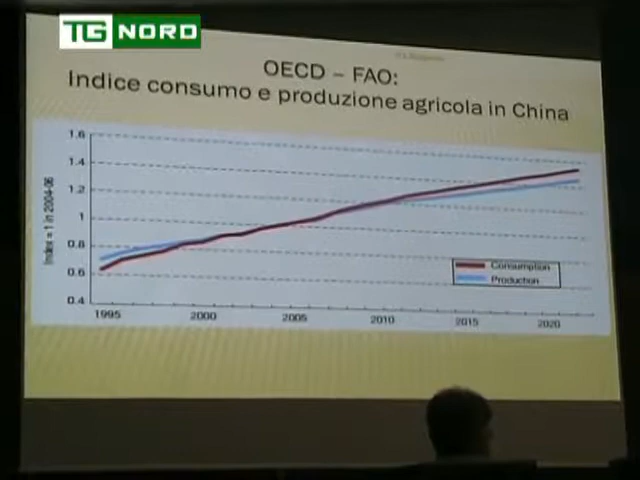 TG NORD
OECD – FAO:
Indice consumo e produzione agricola in China
1.6
1.4
1.2
1
0.8
0.6
0.4
Index = 1 in 2004-06
Consumption
Production
1995 2000 2005 2010 2015 2020